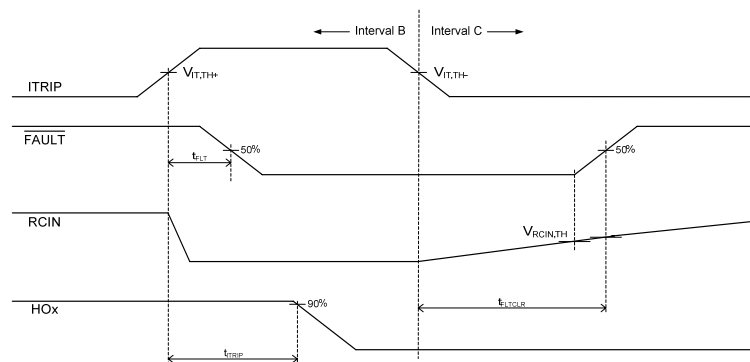 Interval B
Interval C
V_IT,TH+
V_IT,TH-
ITRIP
FAULT
50%
50%
t_FLT
RCIN
V_RCIN,TH
90%
HOx
t_FLTCLR
t_ITRIP